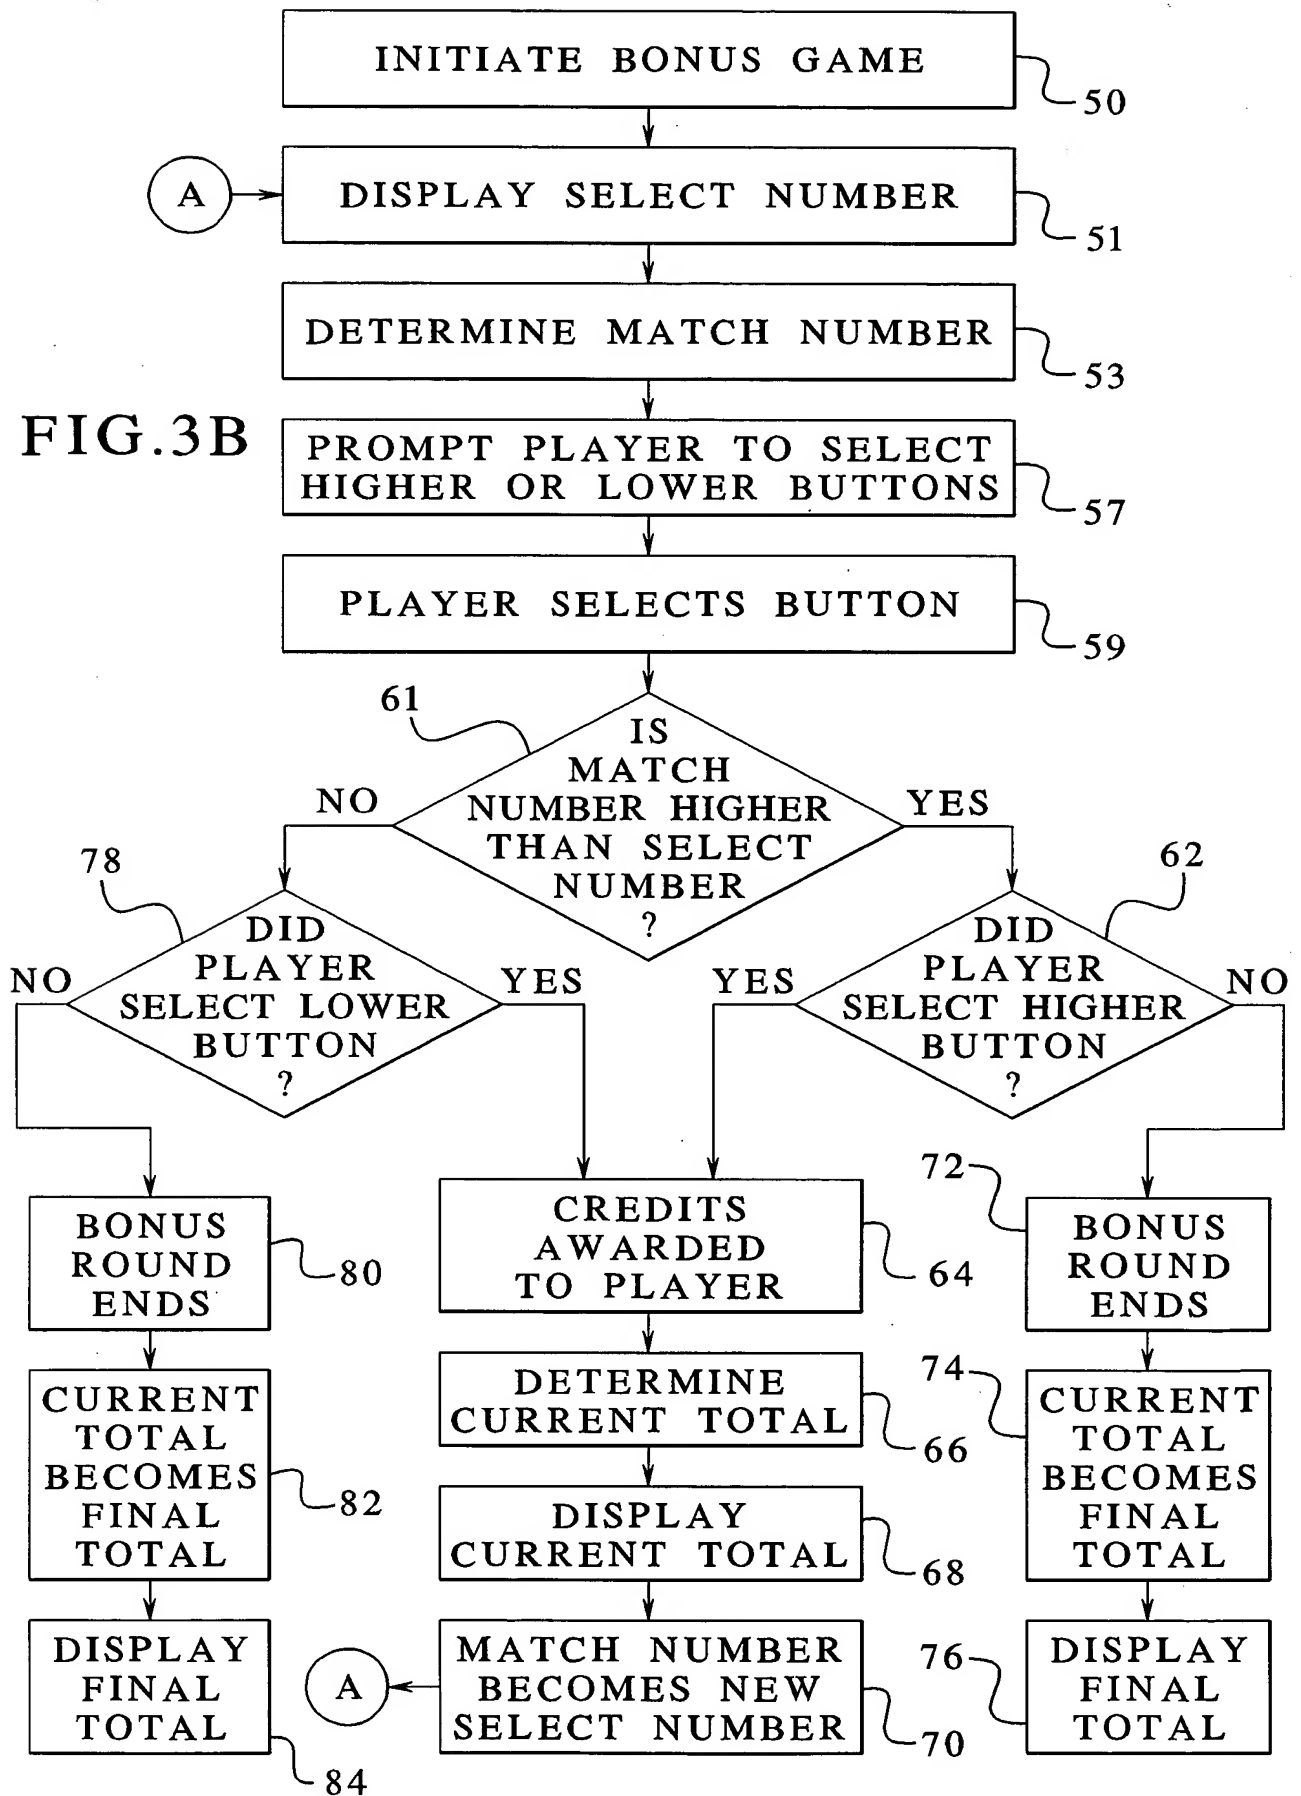 INITIATE BONUS GAME
50
A
DISPLAY SELECT NUMBER
51
DETERMINE MATCH NUMBER
53
FIG.3B
PROMPT PLAYER TO SELECT
HIGHER OR LOWER BUTTONS
57
PLAYER SELECTS BUTTON
59
61
IS
MATCH
NUMBER HIGHER
THAN SELECT
NUMBER
?
NO
YES
78
DID
PLAYER
SELECT LOWER
BUTTON
?
NO
YES
62
DID
PLAYER
SELECT HIGHER
BUTTON
?
YES
NO
BONUS
ROUND
ENDS
80
CREDITS
AWARDED
TO PLAYER
64
72
BONUS
ROUND
ENDS
CURRENT
TOTAL
BECOMES
FINAL
TOTAL
82
DETERMINE
CURRENT TOTAL
66
74
CURRENT
TOTAL
BECOMES
FINAL
TOTAL
DISPLAY
CURRENT TOTAL
68
DISPLAY
FINAL
TOTAL
84
A
MATCH NUMBER
BECOMES NEW
SELECT NUMBER
70
76
DISPLAY
FINAL
TOTAL